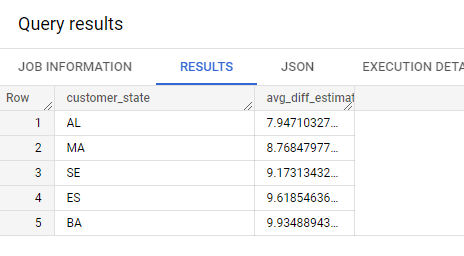 Query results
JOB INFORMATION RESULTS JSON EXECUTION DETA
Row customer_state avg_diff_estimat
1 AL 7.94710327...
2 MA 8.76847977...
3 SE 9.17313432...
4 ES 9.61854636...
5 BA 9.93488943...